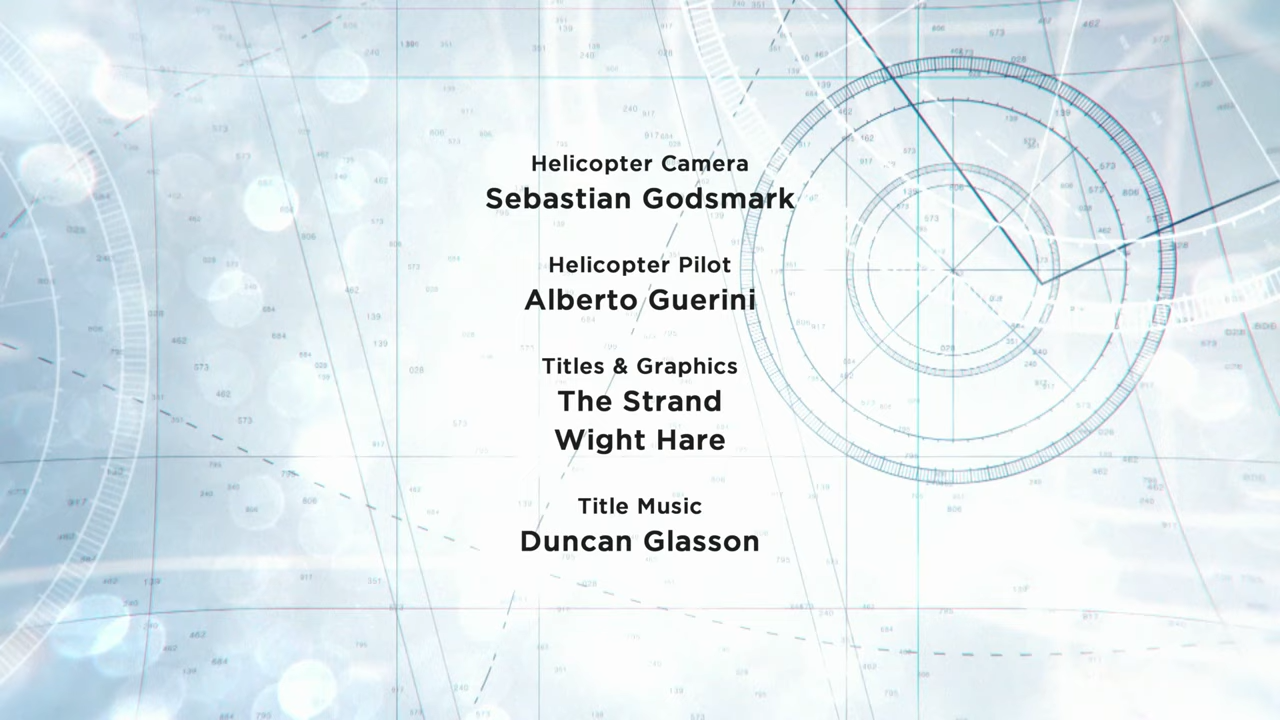 Helicopter Camera
Sebastian Godsmark
Helicopter Pilot
Alberto Guerini
Titles & Graphics
The Strand
Wight Hare
Title Music
Duncan Glasson